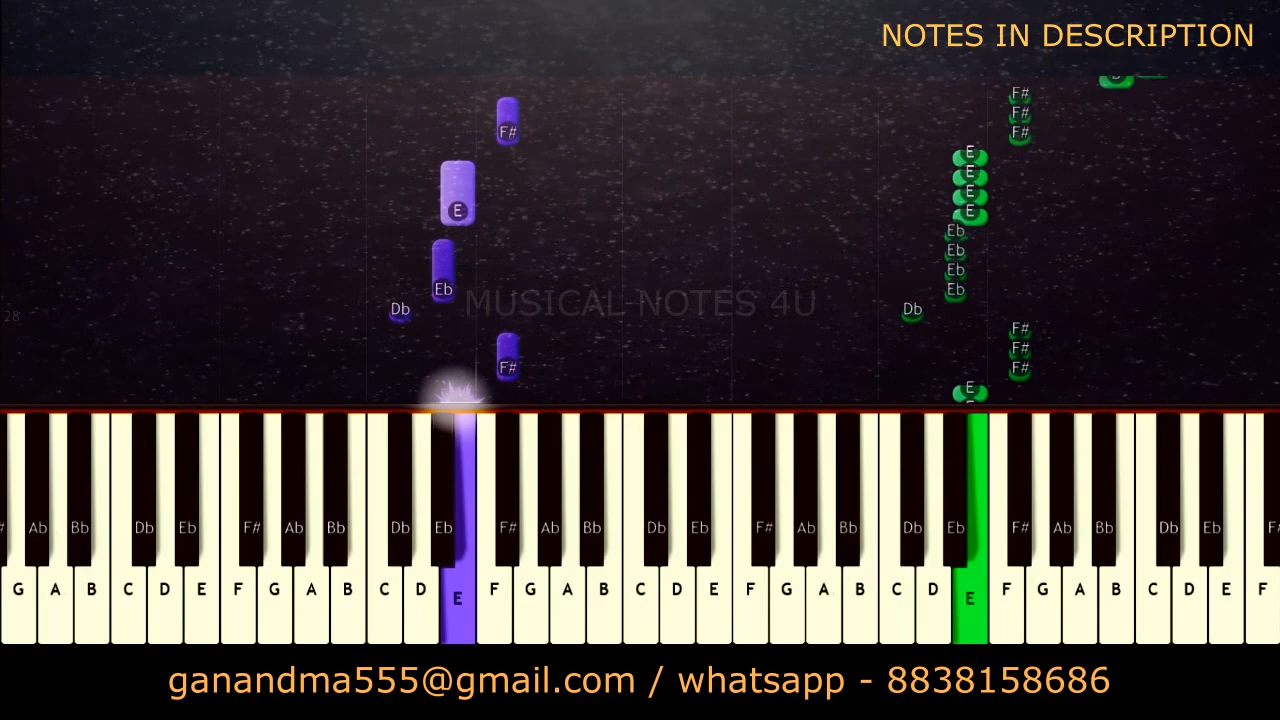 NOTES IN DESCRIPTION
F#
F# F#
F#
E
E
E
E E
Eb
Eb
Eb
Eb Eb
Db Db
MUSICAL NOTES 4U
28
F#
F#
F# F#
E
Ab Bb Db Eb F# Ab Bb Db Eb F# Ab Bb Db Eb F# Ab Bb Db Eb F# Ab Bb Db Eb
G A B C D E F G A B C D E F G A B C D E F G A B C D E F G A B C D E F
ganandma555@gmail.com / whatsapp - 8838158686